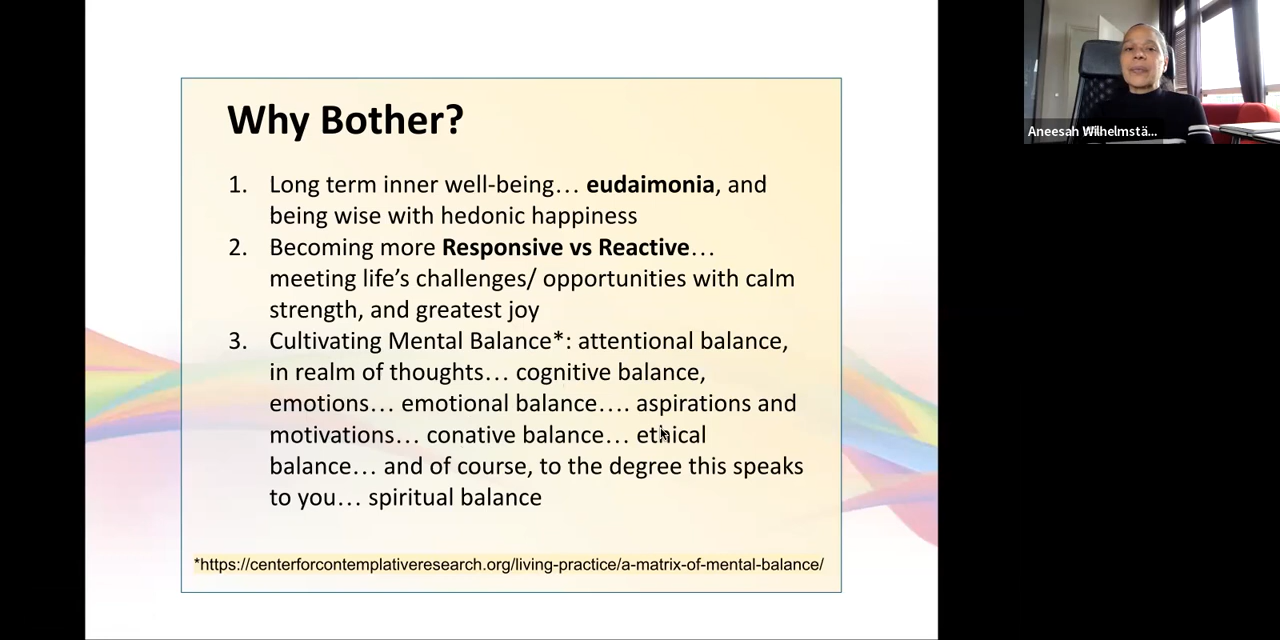 Why Bother?
1. Long term inner well-being… eudaimonia, and
being wise with hedonic happiness
2. Becoming more Responsive vs Reactive…
meeting life’s challenges/ opportunities with calm
strength, and greatest joy
3. Cultivating Mental Balance*: attentional balance,
in realm of thoughts… cognitive balance,
emotions… emotional balance…. aspirations and
motivations… conative balance… ethical
balance… and of course, to the degree this speaks
to you… spiritual balance
*https://centerforcontemplativeresearch.org/living-practice/a-matrix-of-mental-balance/
Aneesah Wilhelmstä...